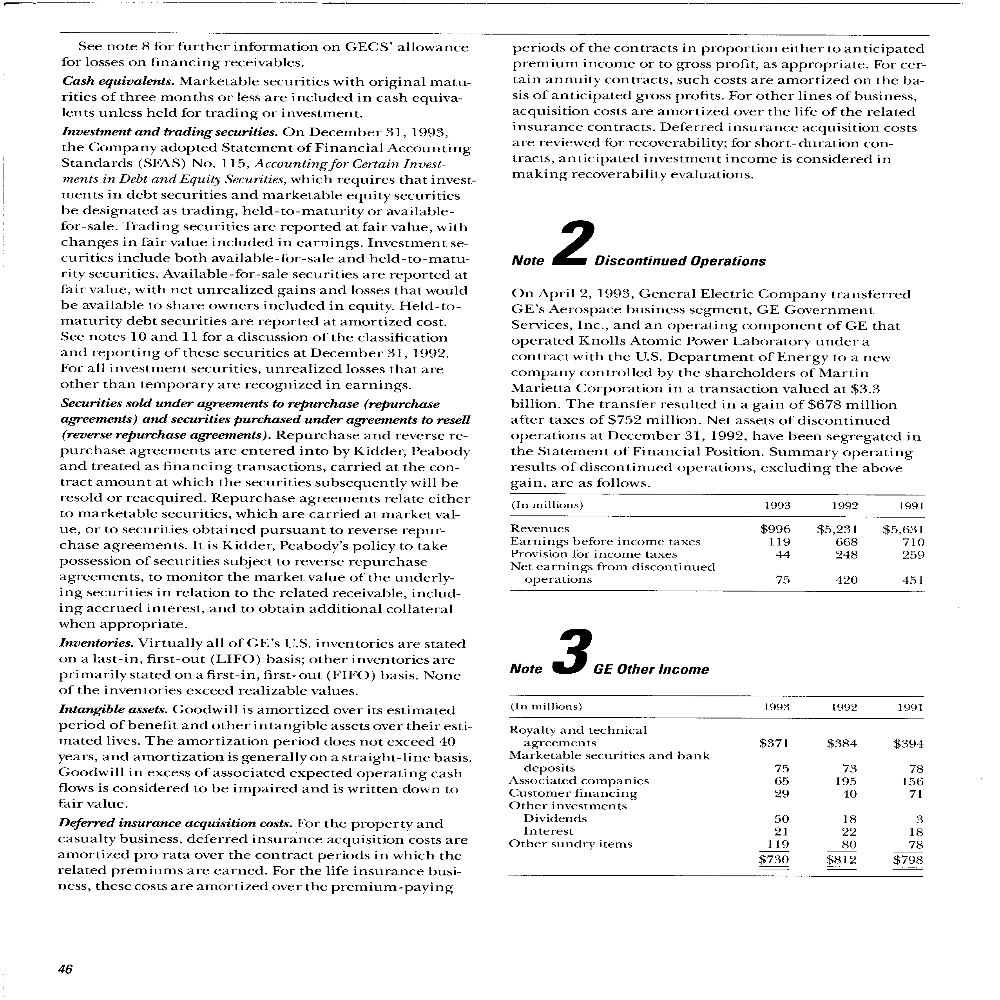 See note 8 for further information on GECS' allowance
for losses on financing receivables.
Cash equivalents. Marketable securities with original matu-
rities of three months or less are included in cash equiva-
lents unless held for trading or investment.
Investment and trading securities. On December 31, 1993,
the Company adopted Statement of Financial Accounting
Standards (SFAS) No. 115, Accounting for Certain Invest-
ments in Debt and Equity Securities, which requires that invest-
ments in debt securities and marketable equity securities
be designated as trading, held-to-maturity or available-
for-sale. Trading securities are reported at fair value, with
changes in fair value included in earnings. Investment se-
curities include both available-for-sale and held-to-matu-
rity securities. Available-for-sale securities are reported at
fair value, with net unrealized gains and losses that would
be available to share owners included in equity. Held-to-
maturity debt securities are reported at amortized cost.
See notes 10 and 11 for a discussion of the classification
and reporting of these securities at December 31, 1992.
For all investment securities, unrealized losses that are
other than temporary are recognized in earnings.
Securities sold under agreements to repurchase (repurchase
agreements) and securities purchased under agreements to resell
(reverse repurchase agreements). Repurchase and reverse re-
purchase agreements are entered into by Kidder, Peabody
and treated as financing transactions, carried at the con-
tract amount at which the securities subsequently will be
resold or reacquired. Repurchase agreements relate either
to marketable securities, which are carried at market val-
ue, or to securities obtained pursuant to reverse repur-
chase agreements. It is Kidder, Peabody's policy to take
possession of securities subject to reverse repurchase
agreements, to monitor the market value of the underly-
ing securities in relation to the related receivable, includ-
ing accrued interest, and to obtain additional collateral
when appropriate.
Inventories. Virtually all of GE's U.S. inventories are stated
on a last-in, first-out (LIFO) basis; other inventories are
primarily stated on a first-in, first-out (FIFO) basis. None
of the inventories exceed realizable values.
Intangible assets. Goodwill is amortized over its estimated
period of benefit and other intangible assets over their esti-
mated lives. The amortization period does not exceed 40
years, and amortization is generally on a straight-line basis.
Goodwill in excess of associated expected operating cash
flows is considered to be impaired and is written down to
fair value.
Deferred insurance acquisition costs. For the property and
casualty business, deferred insurance acquisition costs are
amortized pro rata over the contract periods in which the
related premiums are earned. For the life insurance busi-
ness, these costs are amortized over the premium-paying
periods of the contracts in proportion either to anticipated
premium income or to gross profit, as appropriate. For cer-
tain annuity contracts, such costs are amortized on the ba-
sis of anticipated gross profits. For other lines of business,
acquisition costs are amortized over the life of the related
insurance contracts. Deferred insurance acquisition costs
are reviewed for recoverability; for short-duration con-
tracts, anticipated investment income is considered in
making recoverability evaluations.
Note 2 Discontinued Operations
On April 2, 1993, General Electric Company transferred
GE's Aerospace business segment, GE Government
Services, Inc., and an operating component of GE that
operated Knolls Atomic Power Laboratory under a
contract with the U.S. Department of Energy to a new
company controlled by the shareholders of Martin
Marietta Corporation in a transaction valued at $3.3
billion. The transfer resulted in a gain of $678 million
after taxes of $752 million. Net assets of discontinued
operations at December 31, 1992, have been segregated in
the Statement of Financial Position. Summary operating
results of discontinued operations, excluding the above
gain, are as follows.
(In millions) 1993 1992 1991
Revenues $996 $5,231 $5,631
Earnings before income taxes 119 668 710
Provision for income taxes 44 248 259
Net earnings from discontinued
operations 75 420 451
Note 3 GE Other Income
(In millions) 1993 1992 1991
Royalty and technical
agreements $371 $384 $394
Marketable securities and bank
deposits 75 73 78
Associated companies 65 195 156
Customer financing 29 40 71
Other investments
Dividends 50 18 3
Interest 21 22 18
Other sundry items 119 80 78
$730 $812 $798
46